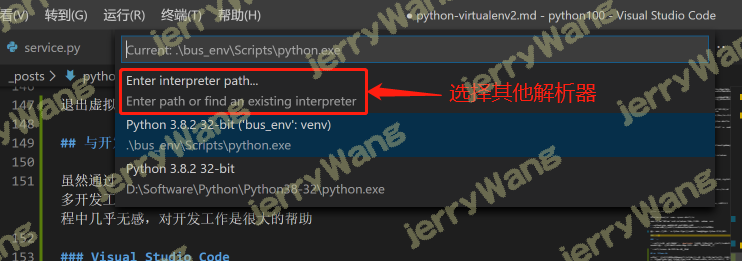 看(V) 转到(G) 运行(R) 终端(T) 帮助(H) ● python-virtualenv2.md - python100 - Visual Studio Code
service.py
Current: .\bus_env\Scripts\python.exe
_posts > pytho
Enter interpreter path...
Enter path or find an existing interpreter
选择其他解析器
退出虚拟
Python 3.8.2 32-bit ('bus_env': venv)
.\bus_env\Scripts\python.exe
149 ## 与开
150
Python 3.8.2 32-bit
D:\Software\Python\Python38-32\python.exe
151 虽然通过
多开发工
程中几乎无感，对开发工作是很大的帮助
152
153 ### Visual Studio Code
jerryWang
jerryWang
jerryWang
jerryWang
jerryWang
jerryWang